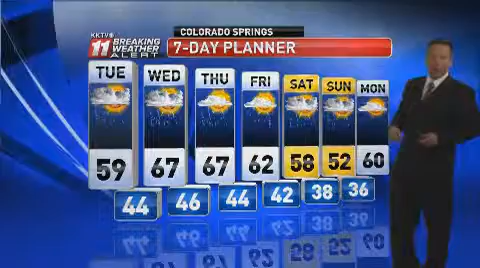 KKTV
11 BREAKING
WEATHER
ALERT
COLORADO SPRINGS
7-DAY PLANNER
TUE WED THU FRI SAT SUN MON
59 67 67 62 58 52 60
44 46 44 42 38 36